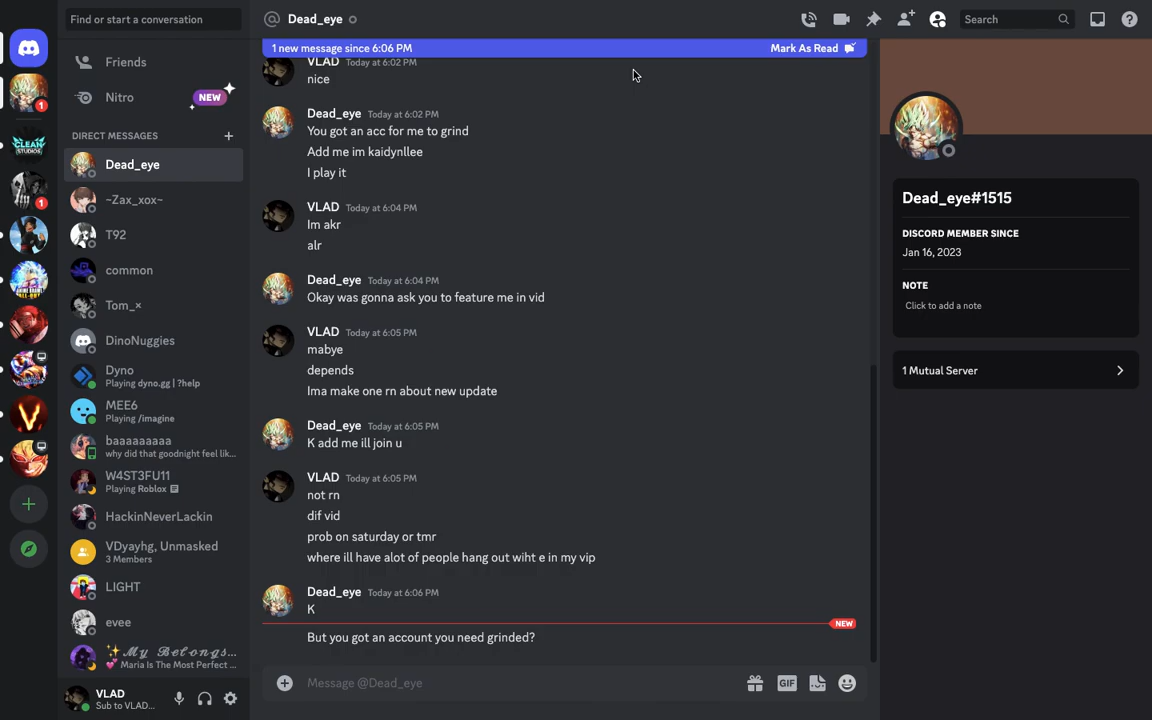 Find or start a conversation
Dead_eye
Search
Friends
Nitro
NEW
DIRECT MESSAGES
Dead_eye
~Zax_xox~
T92
common
Tom_×
DinoNuggies
Dyno
Playing dyno.gg | ?help
MEE6
Playing /imagine
baaaaaaaaa
why did that goodnight feel lik...
W4ST3FU11
Playing Roblox
HackinNeverLackin
VDyayhg, Unmasked
3 Members
LIGHT
evee
✨ 𝓜𝔂 𝓑𝓮𝓵𝓸𝓷𝓰𝓼...
💞 Maria Is The Most Perfect ...
VLAD
Sub to VLAD...
1
CLEAN
STUDIOS
1
1 new message since 6:06 PM
Mark As Read
VLAD Today at 6:02 PM
nice
Dead_eye Today at 6:02 PM
You got an acc for me to grind
Add me im kaidynllee
I play it
VLAD Today at 6:04 PM
Im akr
alr
Dead_eye Today at 6:04 PM
Okay was gonna ask you to feature me in vid
VLAD Today at 6:05 PM
mabye
depends
Ima make one rn about new update
Dead_eye Today at 6:05 PM
K add me ill join u
VLAD Today at 6:05 PM
not rn
dif vid
prob on saturday or tmr
where ill have alot of people hang out wiht e in my vip
Dead_eye Today at 6:06 PM
K
NEW
But you got an account you need grinded?
Message @Dead_eye
GIF
Dead_eye#1515
DISCORD MEMBER SINCE
Jan 16, 2023
NOTE
Click to add a note
1 Mutual Server